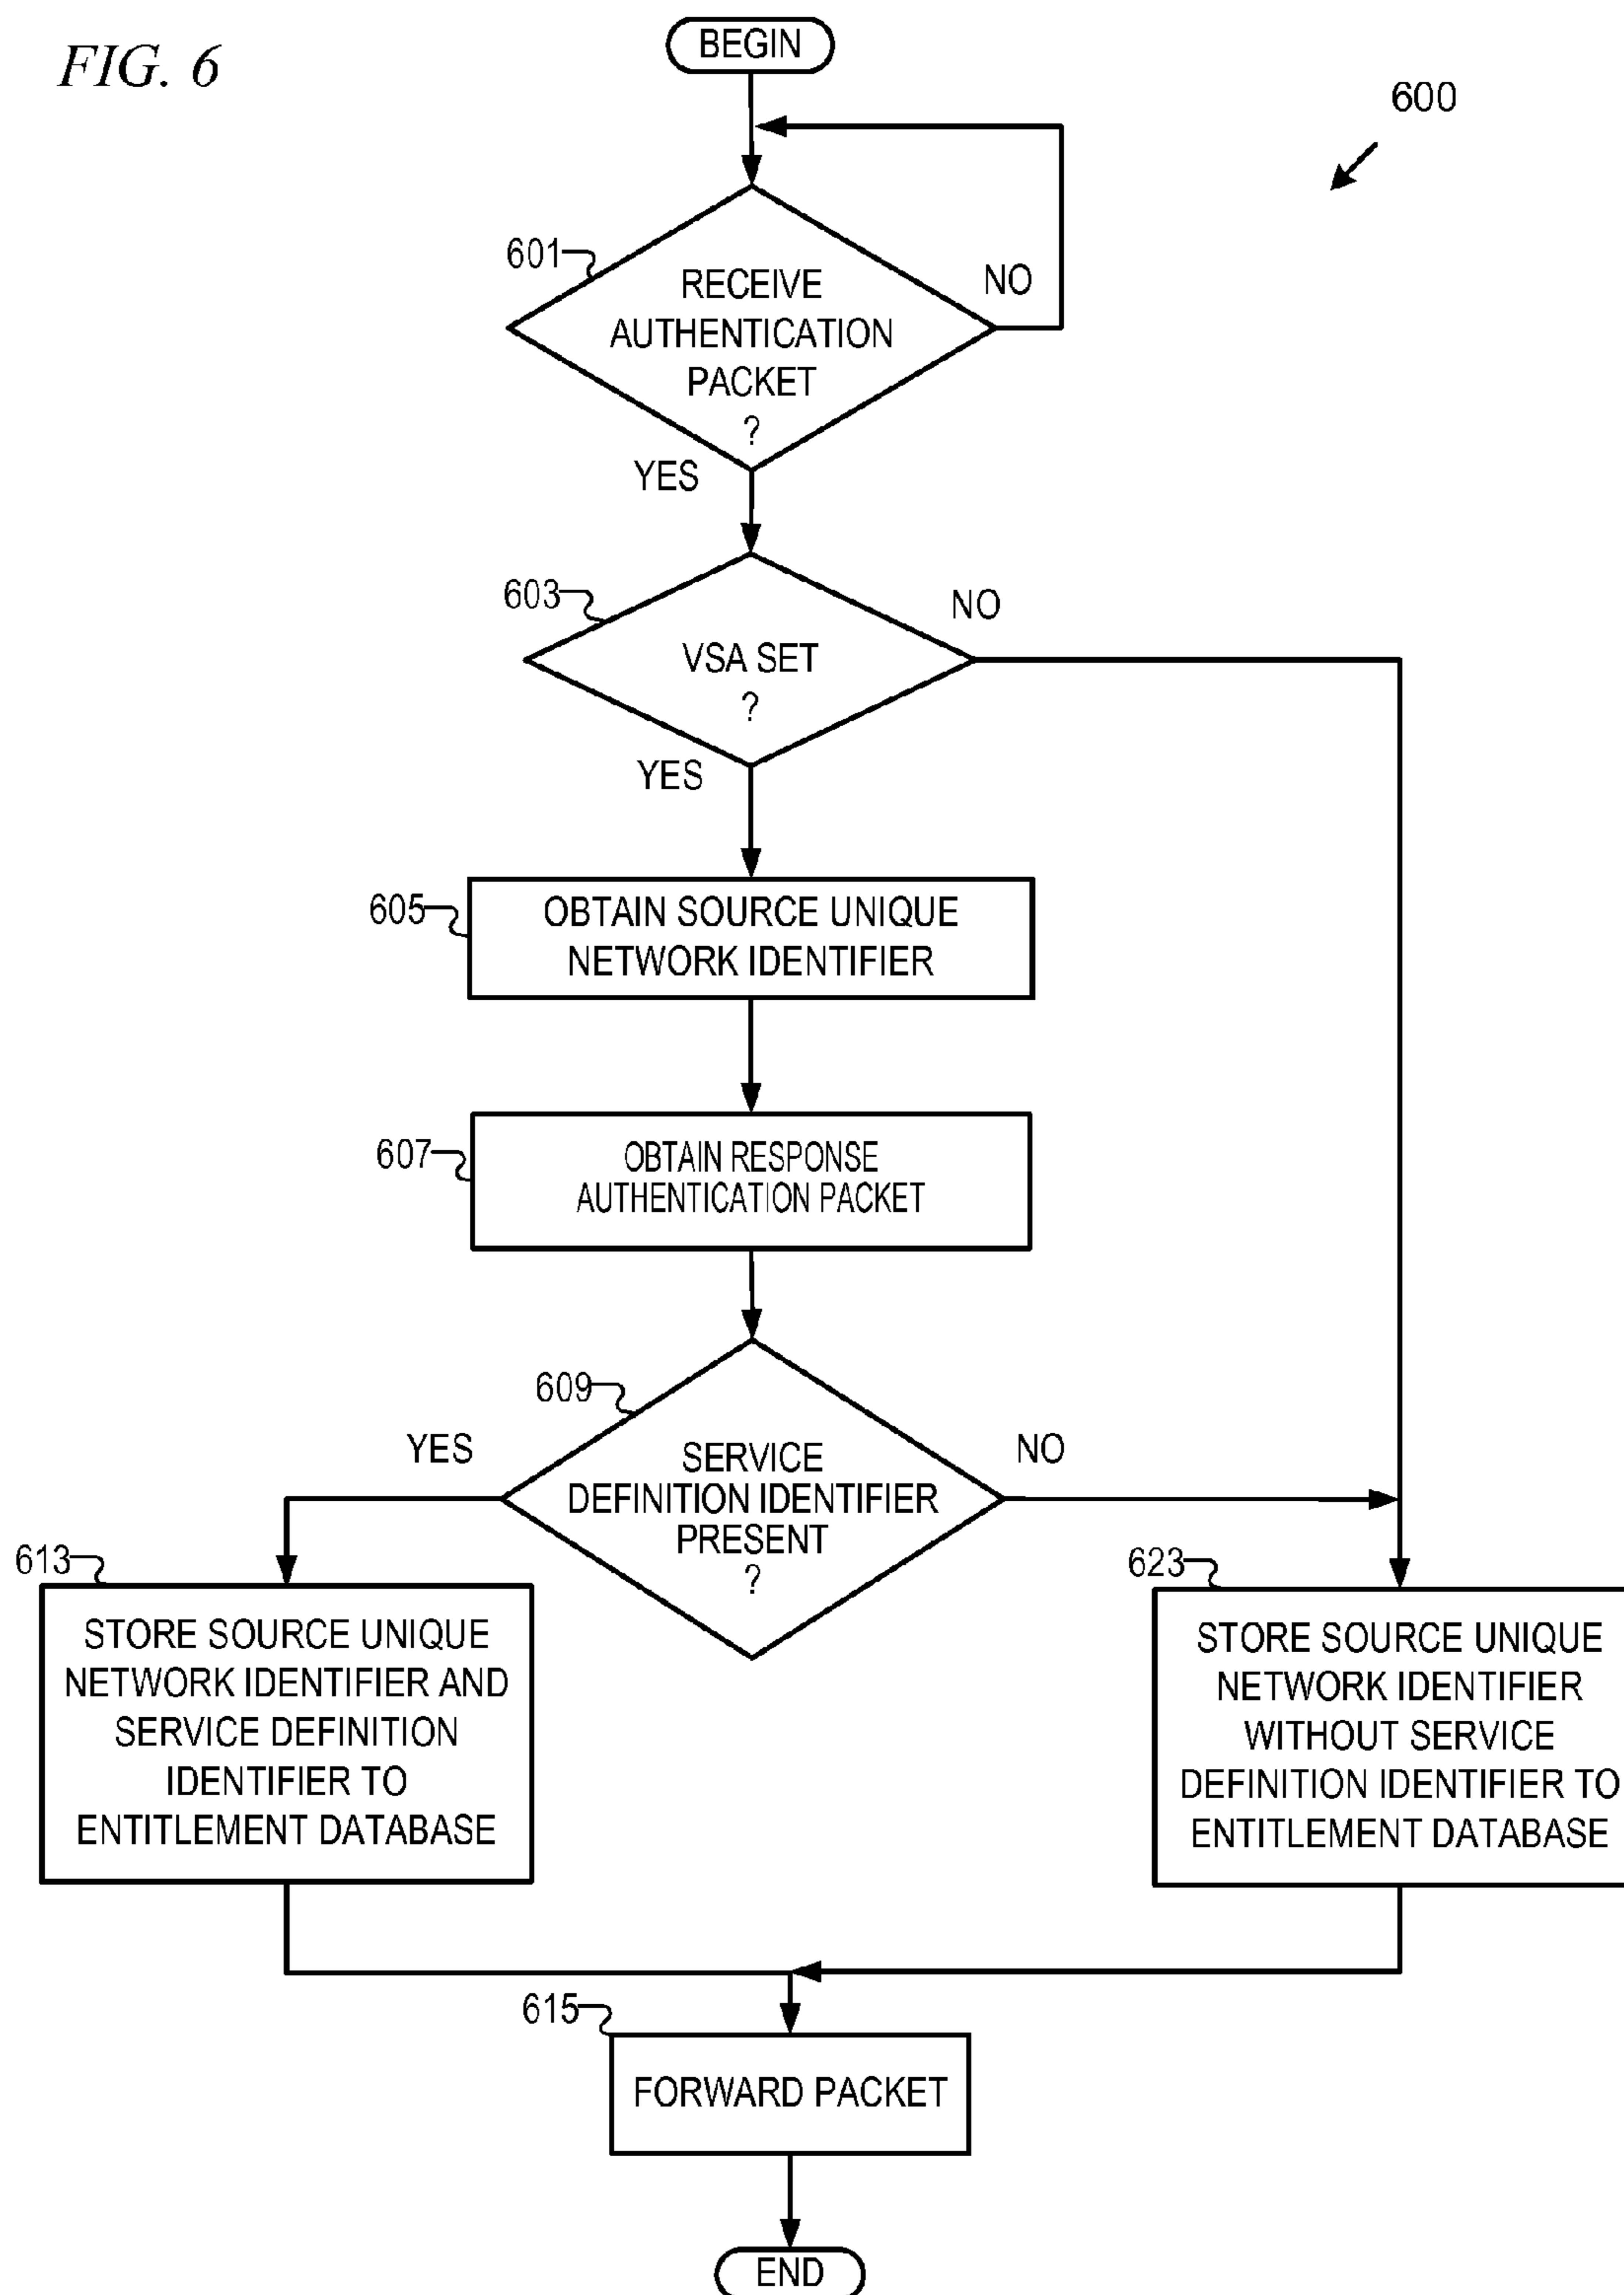 FIG. 6
BEGIN
600
601
RECEIVE
AUTHENTICATION
PACKET
?
NO
YES
603
VSA SET
?
NO
YES
605
OBTAIN SOURCE UNIQUE
NETWORK IDENTIFIER
607
OBTAIN RESPONSE
AUTHENTICATION PACKET
609
SERVICE
DEFINITION IDENTIFIER
PRESENT
?
YES
NO
613
STORE SOURCE UNIQUE
NETWORK IDENTIFIER AND
SERVICE DEFINITION
IDENTIFIER TO
ENTITLEMENT DATABASE
623
STORE SOURCE UNIQUE
NETWORK IDENTIFIER
WITHOUT SERVICE
DEFINITION IDENTIFIER TO
ENTITLEMENT DATABASE
615
FORWARD PACKET
END